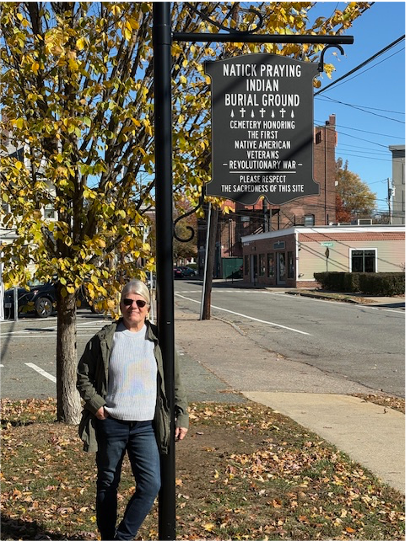 NATICK PRAYING
INDIAN
BURIAL GROUND
CEMETERY HONORING
THE FIRST
NATIVE AMERICAN
VETERANS
- REVOLUTIONARY WAR -
PLEASE RESPECT
THE SACREDNESS OF THIS SITE